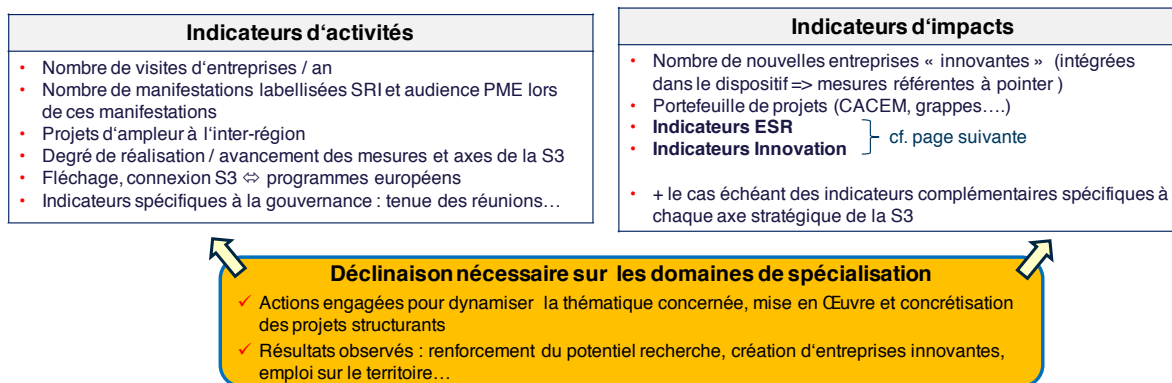 Indicateurs d‘activités
• Nombre de visites d‘entreprises / an
• Nombre de manifestations labellisées SRI et audience PME lors
de ces manifestations
• Projets d‘ampleur à l‘inter-région
• Degré de réalisation / avancement des mesures et axes de la S3
• Fléchage, connexion S3 ⇔ programmes européens
• Indicateurs spécifiques à la gouvernance : tenue des réunions…
Indicateurs d‘impacts
• Nombre de nouvelles entreprises « innovantes » (intégrées
dans le dispositif => mesures référentes à pointer )
• Portefeuille de projets (CACEM, grappes….)
• Indicateurs ESR
• Indicateurs Innovation
cf. page suivante
• + le cas échéant des indicateurs complémentaires spécifiques à
chaque axe stratégique de la S3
Déclinaison nécessaire sur les domaines de spécialisation
✓ Actions engagées pour dynamiser la thématique concernée, mise en Œuvre et concrétisation
des projets structurants
✓ Résultats observés : renforcement du potentiel recherche, création d‘entreprises innovantes,
emploi sur le territoire…